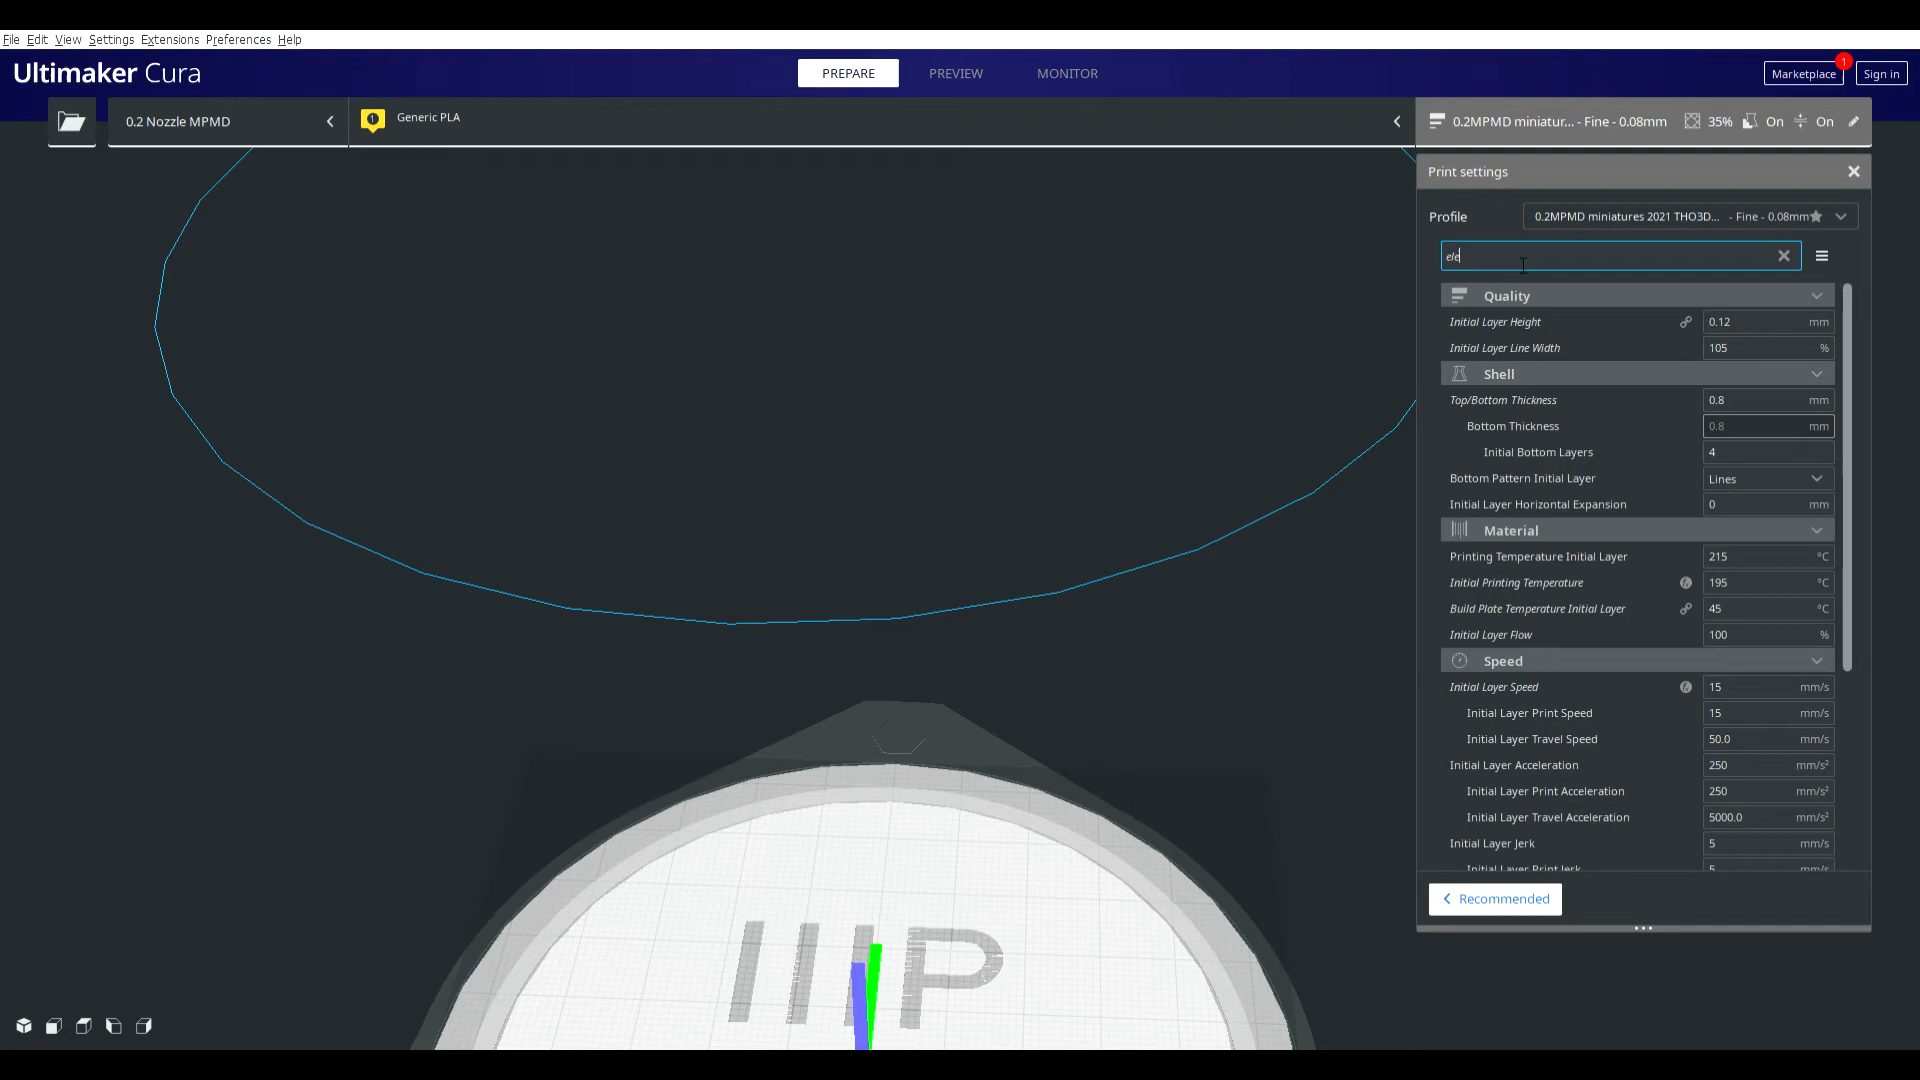 File Edit View Settings Extensions Preferences Help
Ultimaker Cura
PREPARE PREVIEW MONITOR
Marketplace 1 Sign in
0.2 Nozzle MPMD
1 Generic PLA
0.2MPMD miniatur... - Fine - 0.08mm 35% On On
Print settings
Profile 0.2MPMD miniatures 2021 THO3D... - Fine - 0.08mm
ele
Quality
Initial Layer Height 0.12 mm
Initial Layer Line Width 105 %
Shell
Top/Bottom Thickness 0.8 mm
Bottom Thickness 0.8 mm
Initial Bottom Layers 4
Bottom Pattern Initial Layer Lines
Initial Layer Horizontal Expansion 0 mm
Material
Printing Temperature Initial Layer 215 °C
Initial Printing Temperature 195 °C
Build Plate Temperature Initial Layer 45 °C
Initial Layer Flow 100 %
Speed
Initial Layer Speed 15 mm/s
Initial Layer Print Speed 15 mm/s
Initial Layer Travel Speed 50.0 mm/s
Initial Layer Acceleration 250 mm/s²
Initial Layer Print Acceleration 250 mm/s²
Initial Layer Travel Acceleration 5000.0 mm/s²
Initial Layer Jerk 5 mm/s
Initial Layer Print Jerk 5 mm/s
Recommended
P